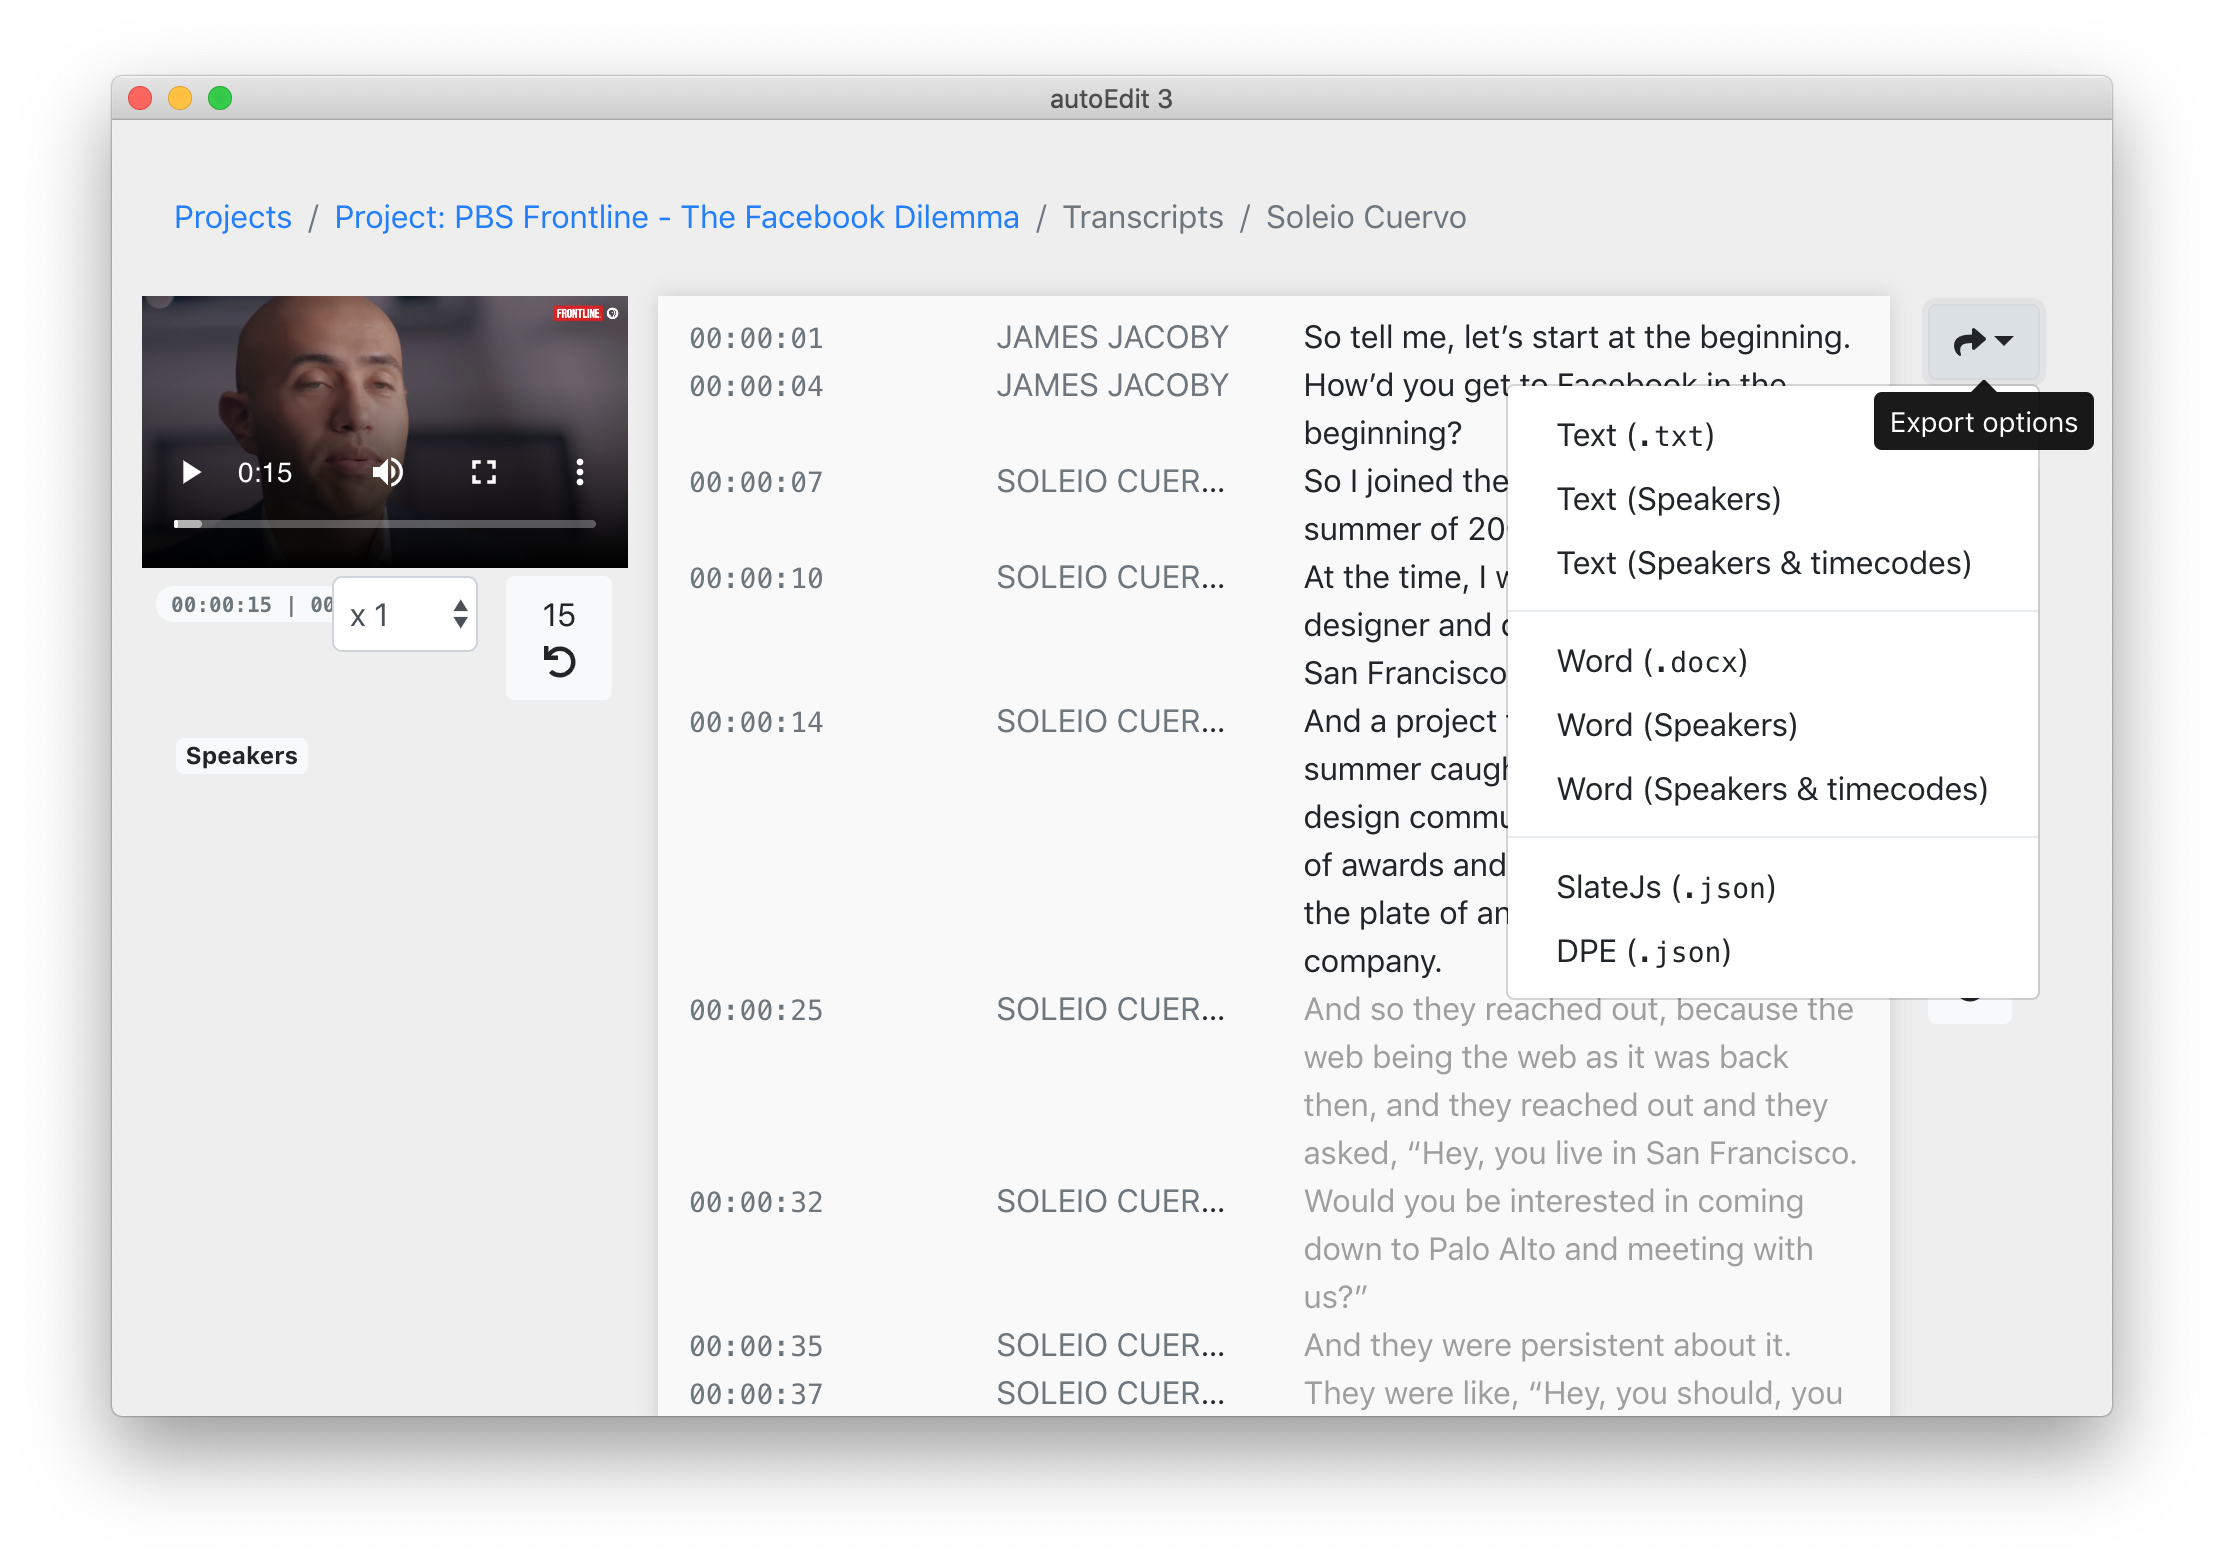 autoEdit 3
Projects / Project: PBS Frontline - The Facebook Dilemma / Transcripts / Soleio Cuervo
FRONTLINE
0:15
00:00:15 | 00
x 1
15
Speakers
00:00:01 JAMES JACOBY So tell me, let’s start at the beginning.
00:00:04 JAMES JACOBY How’d you get to Facebook in the
beginning?
00:00:07 SOLEIO CUER... So I joined the
summer of 20
00:00:10 SOLEIO CUER... At the time, I
designer and
San Francisco
00:00:14 SOLEIO CUER... And a project
summer
design
of awards and
the plate of an
company.
00:00:25 SOLEIO CUER... And so they reached out, because the
web being the web as it was back
then, and they reached out and they
asked, “Hey, you live in San Francisco.
00:00:32 SOLEIO CUER... Would you be interested in coming
down to Palo Alto and meeting with
us?”
00:00:35 SOLEIO CUER... And they were persistent about it.
00:00:37 SOLEIO CUER... They were like, “Hey, you should, you
Export options
Text (.txt)
Text (Speakers)
Text (Speakers & timecodes)
Word (.docx)
Word (Speakers)
Word (Speakers & timecodes)
SlateJs (.json)
DPE (.json)